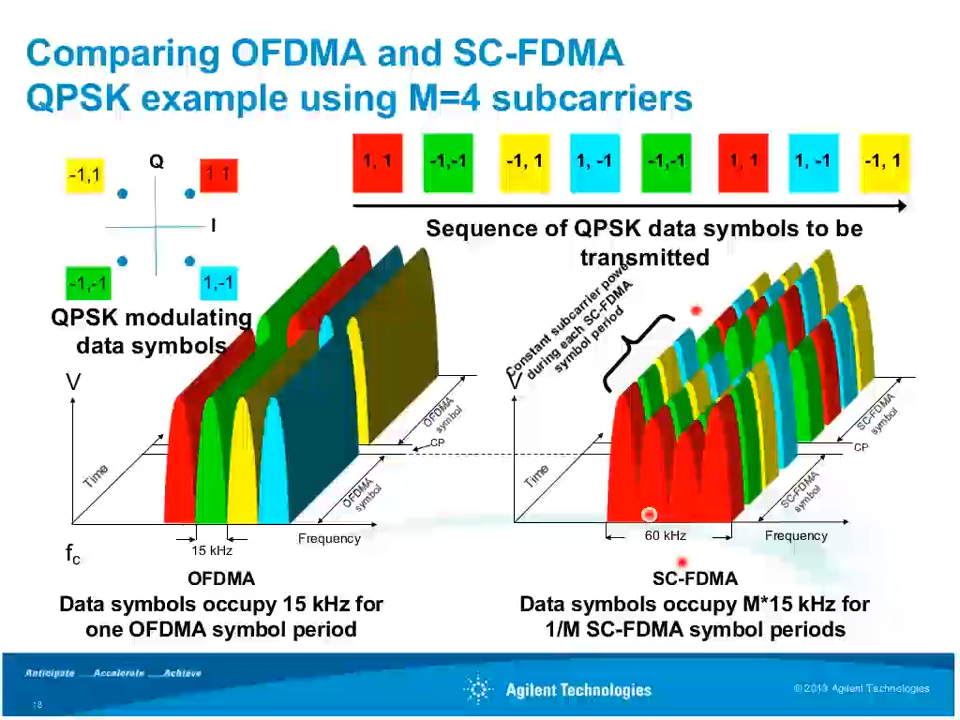 Comparing OFDMA and SC-FDMA
QPSK example using M=4 subcarriers
-1,1
Q
1 1
I
-1,-1
1,-1
QPSK modulating
data symbols
1, 1
-1,-1
-1, 1
1, -1
-1,-1
1, 1
1, -1
-1, 1
Sequence of QPSK data symbols to be
transmitted
Constant subcarrier power
during each SC-FDMA
symbol period
V
Time
OFDMA
symbol
CP
OFDMA
symbol
15 kHz
Frequency
fc
V
Time
SC-FDMA
symbol
CP
SC-FDMA
symbol
60 kHz
Frequency
OFDMA
Data symbols occupy 15 kHz for
one OFDMA symbol period
SC-FDMA
Data symbols occupy M*15 kHz for
1/M SC-FDMA symbol periods
Anticipate ___Accelerate ___Achieve
Agilent Technologies
© 2013 Agilent Technologies
18